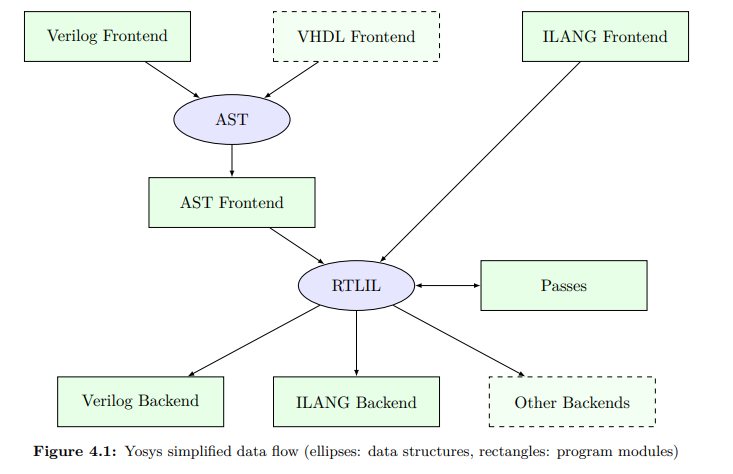 Verilog Frontend
VHDL Frontend
ILANG Frontend
AST
AST Frontend
RTLIL
Passes
Verilog Backend
ILANG Backend
Other Backends
Figure 4.1: Yosys simplified data flow (ellipses: data structures, rectangles: program modules)